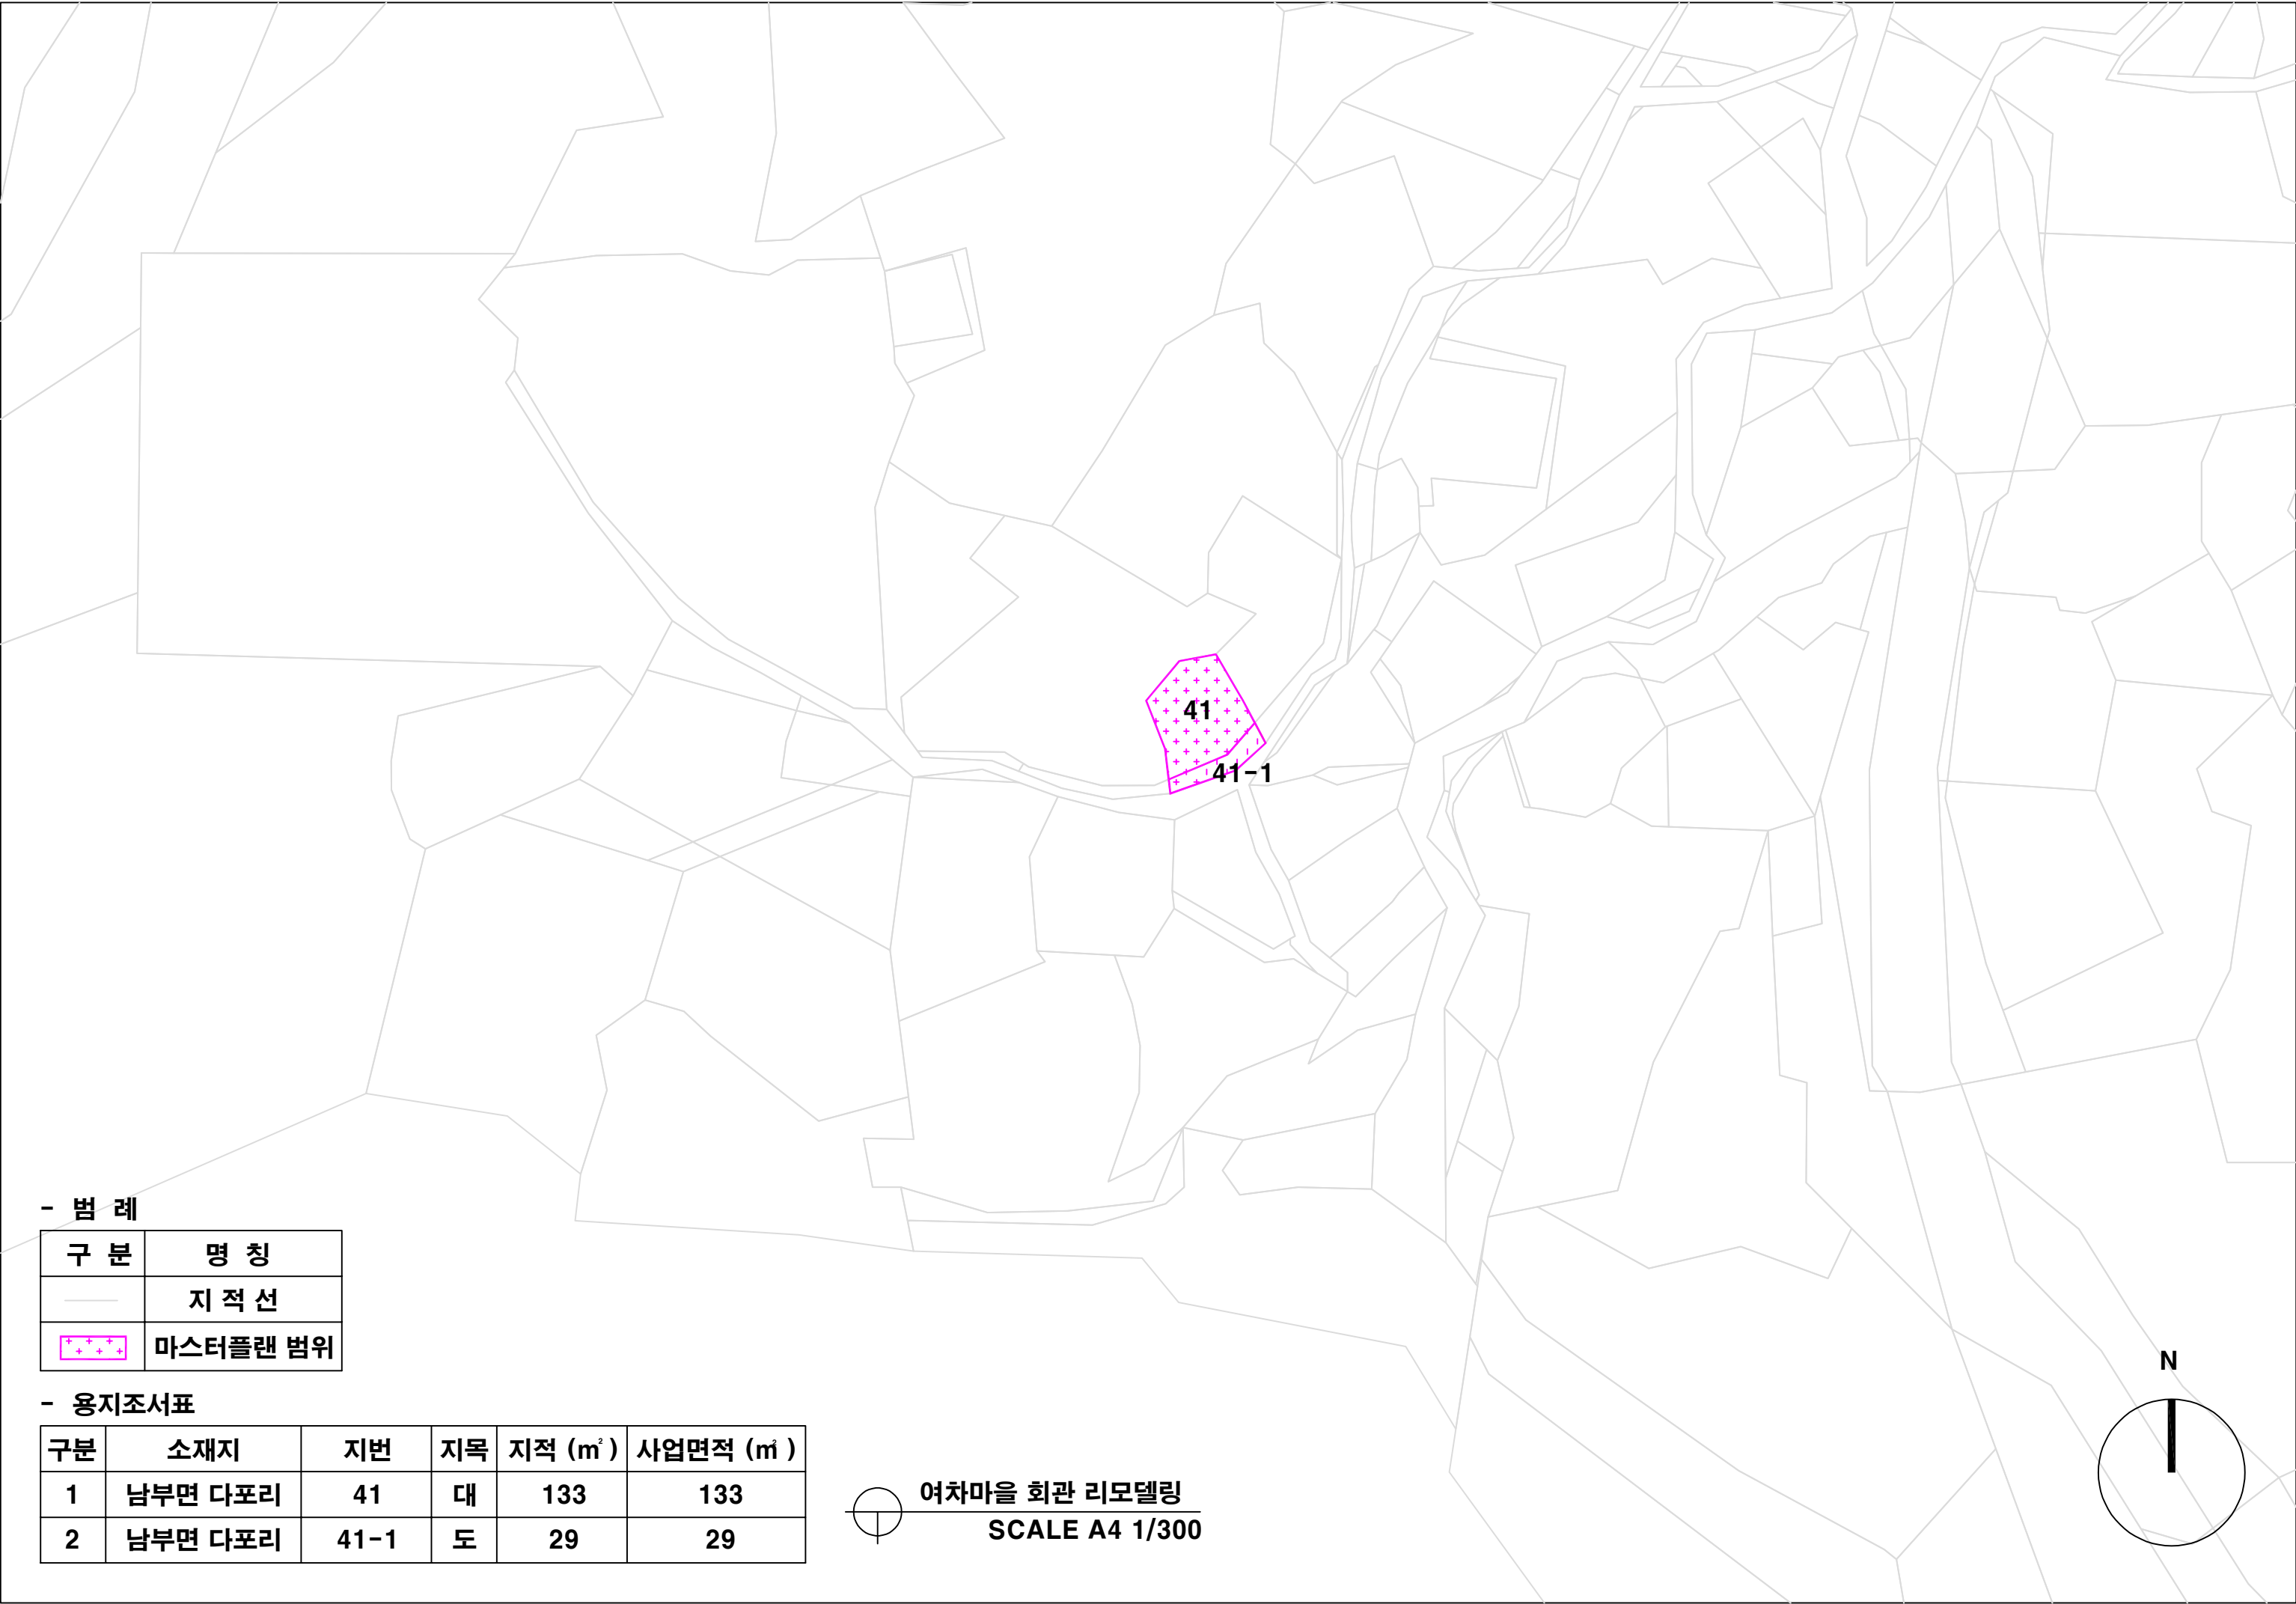 41
41-1
- 범 례
구 분 명 칭
지 적 선
마스터플랜 범위
- 용지조서표
구분 소재지 지번 지목 지적 (㎡) 사업면적 (㎡)
1 남부면 다포리 41 대 133 133
2 남부면 다포리 41-1 도 29 29
여차마을 회관 리모델링
SCALE A4 1/300
N